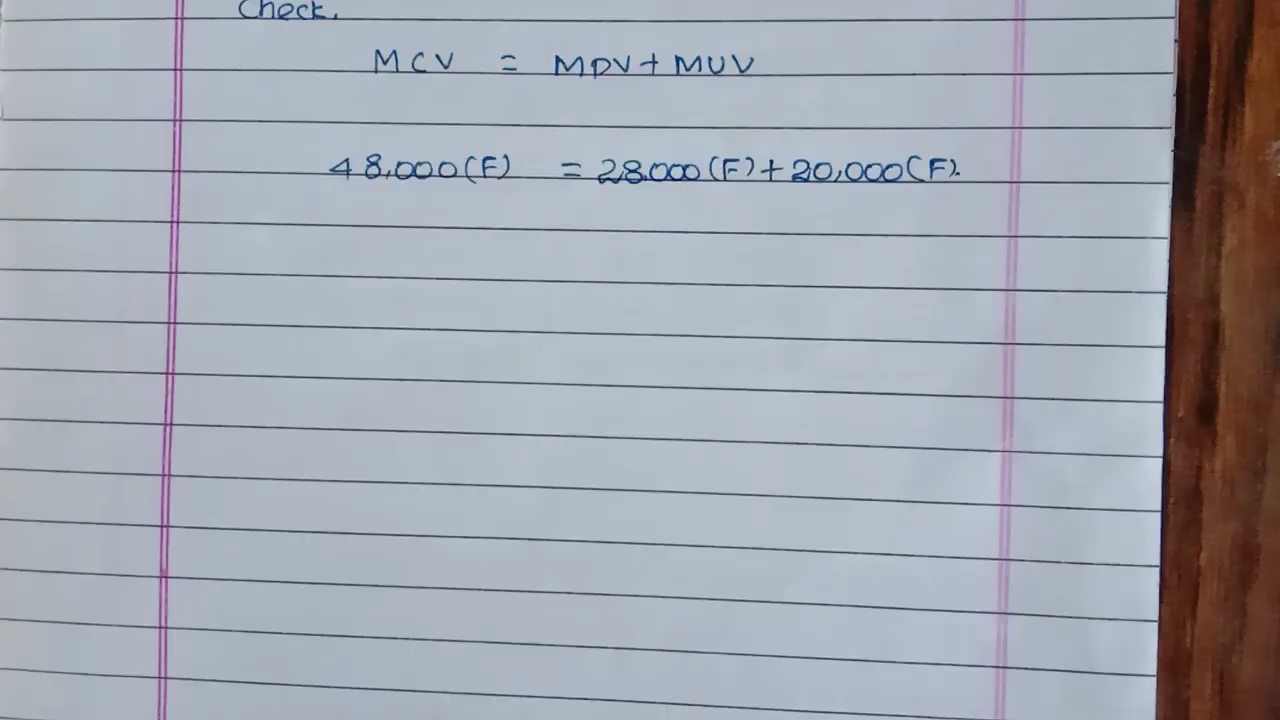 Check.
MCV = MPV + MUV
48,000(F) = 28.000(F) + 20,000(F).